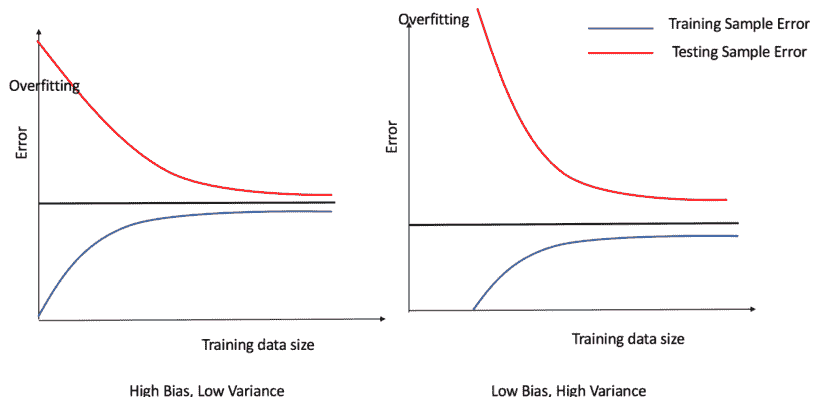 Overfitting
Error
Training data size
High Bias, Low Variance
Overfitting
Error
Training data size
Low Bias, High Variance
Training Sample Error
Testing Sample Error